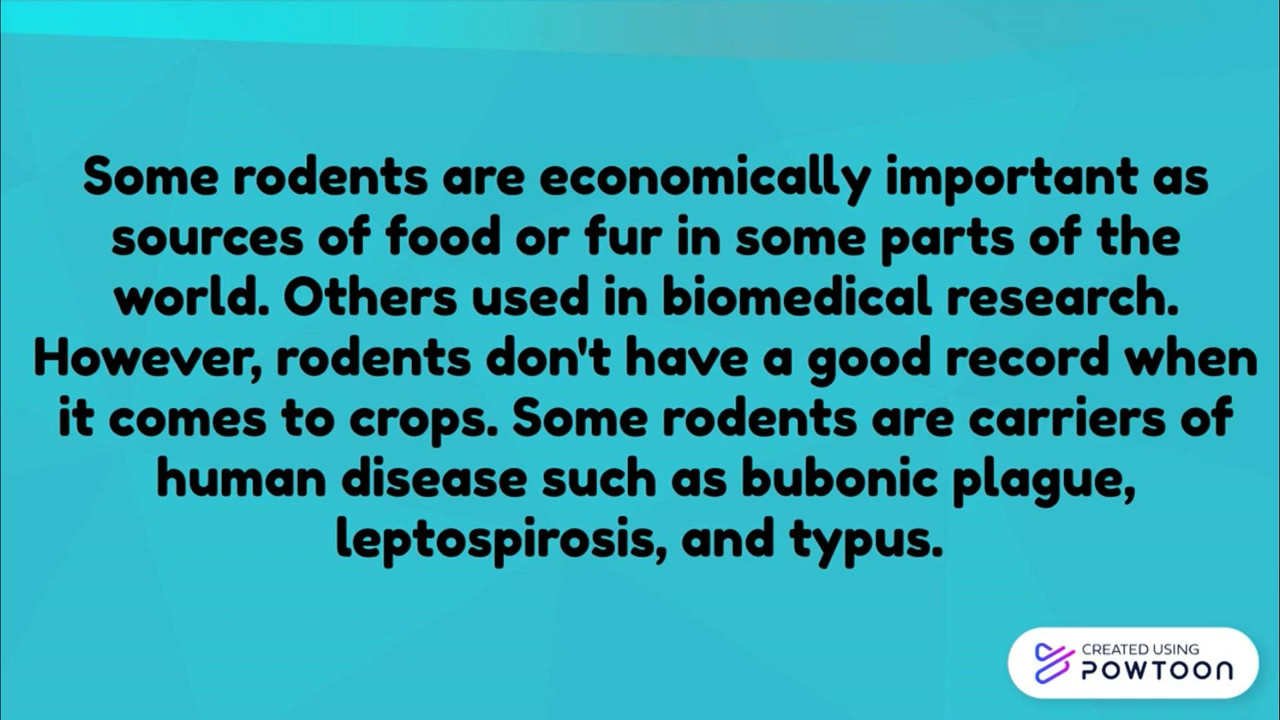 Some rodents are economically important as
sources of food or fur in some parts of the
world. Others used in biomedical research.
However, rodents don't have a good record when
it comes to crops. Some rodents are carriers of
human disease such as bubonic plague,
leptospirosis, and typus.
CREATED USING
POWTOON